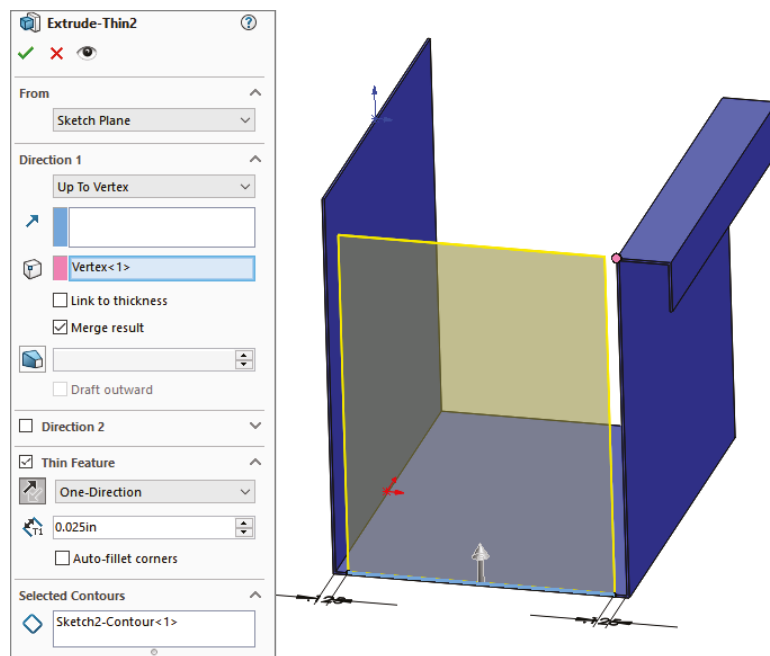 Extrude-Thin2
From
Sketch Plane
Direction 1
Up To Vertex
Vertex<1>
Link to thickness
Merge result
Draft outward
Direction 2
Thin Feature
One-Direction
T1
0.025in
Auto-fillet corners
Selected Contours
Sketch2-Contour<1>